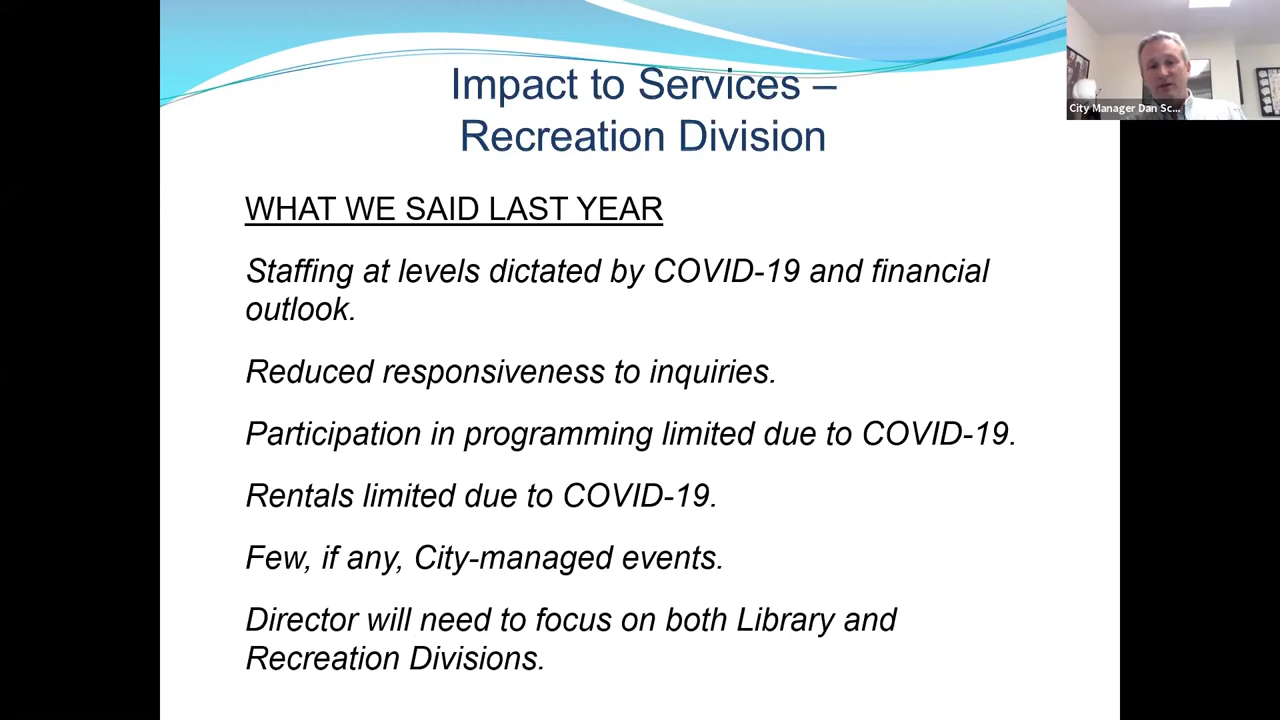 Impact to Services –
Recreation Division
City Manager Dan Sc...
WHAT WE SAID LAST YEAR
Staffing at levels dictated by COVID-19 and financial
outlook.
Reduced responsiveness to inquiries.
Participation in programming limited due to COVID-19.
Rentals limited due to COVID-19.
Few, if any, City-managed events.
Director will need to focus on both Library and
Recreation Divisions.